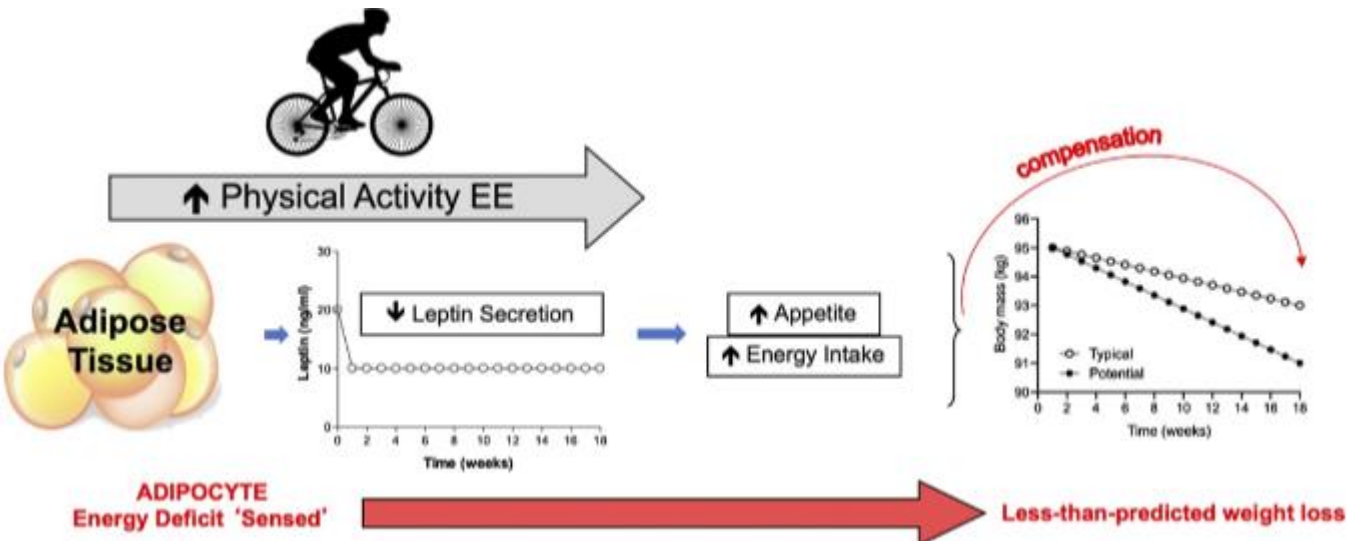 ↑ Physical Activity EE
Adipose
Tissue
Leptin (ng/ml)
30
20
10
0
↓ Leptin Secretion
0 2 4 6 8 10 12 14 16 18
Time (weeks)
↑ Appetite
↑ Energy Intake
compensation
Body mass (kg)
96
95
94
93
92
91
90
Typical
Potential
0 2 4 6 8 10 12 14 16 18
Time (weeks)
ADIPOCYTE
Energy Deficit ‘Sensed’
Less-than-predicted weight loss